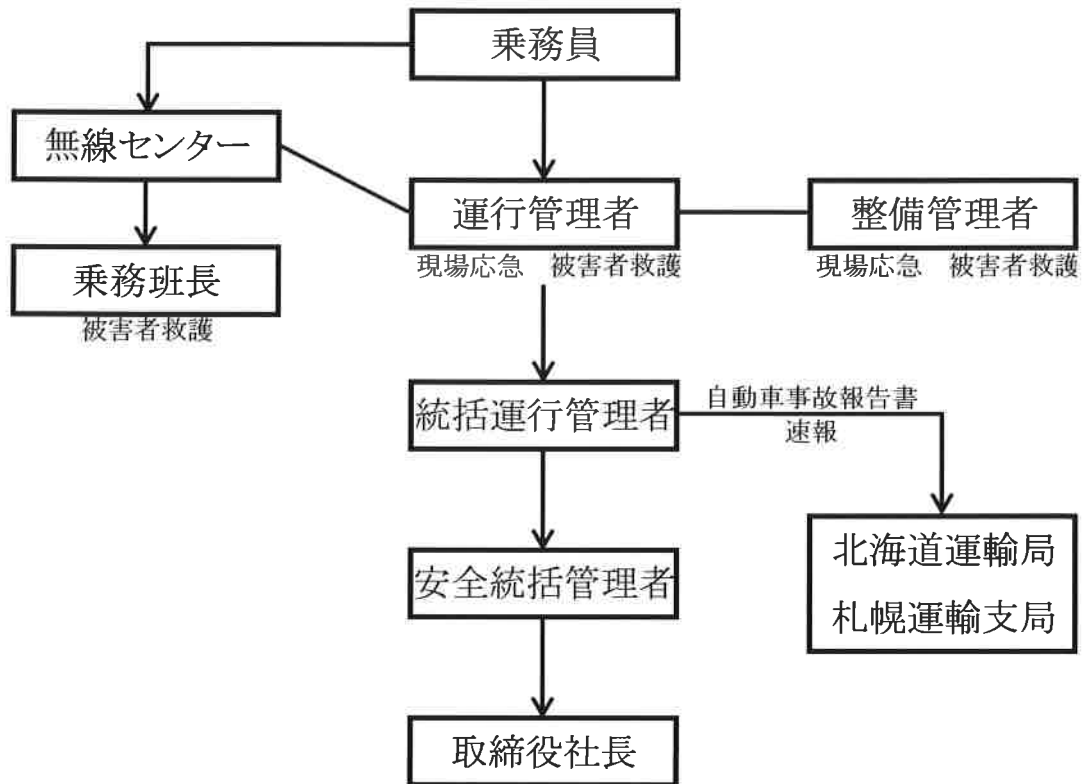 乗務員
無線センター
運行管理者
整備管理者
現場応急 被害者救護
現場応急 被害者救護
乗務班長
被害者救護
統括運行管理者
自動車事故報告書
速報
北海道運輸局
札幌運輸支局
安全統括管理者
取締役社長